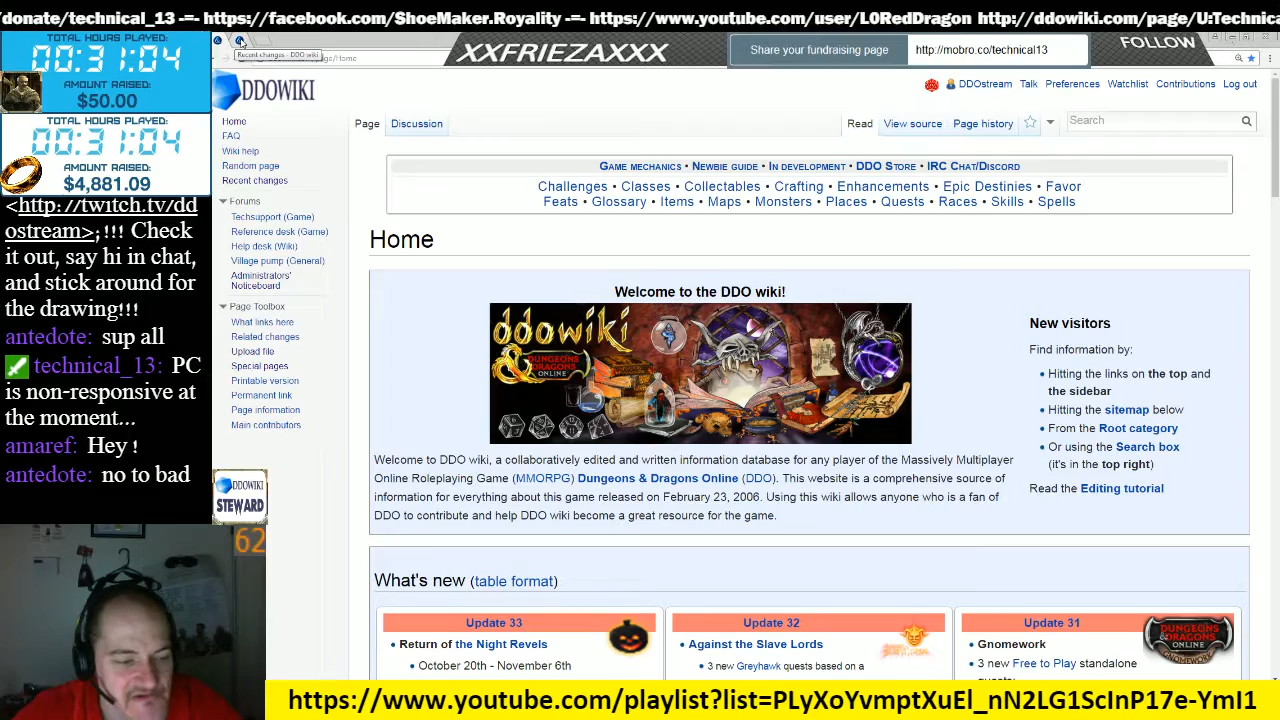 /donate/technical_13 -=- https://facebook.com/ShoeMaker.Royality -=- https://www.youtube.com/user/L0RedDragon http://ddowiki.com/page/U:Technica
TOTAL HOURS PLAYED:
00:31:04
AMOUNT RAISED:
$50.00
TOTAL HOURS PLAYED:
00:31:04
AMOUNT RAISED:
$4,881.09
<http://twitch.tv/dd
ostream>;!!! Check
it out, say hi in chat,
and stick around for
the drawing!!!
antedote: sup all
technical_13: PC
is non-responsive at
the moment...
amaref: Hey !
antedote: no to bad
Recent changes - DDO wiki
/Home
XXFRIEZAXXX
Share your fundraising page
http://mobro.co/technical13
FOLLOW
DDOWIKI
DDOstream Talk Preferences Watchlist Contributions Log out
Home
FAQ
Wiki help
Random page
Recent changes
Forums
Techsupport (Game)
Reference desk (Game)
Help desk (Wiki)
Village pump (General)
Administrators'
Noticeboard
Page Toolbox
What links here
Related changes
Upload file
Special pages
Printable version
Permanent link
Page information
Main contributors
DDOWIKI
STEWARD
62
Page Discussion
Read View source Page history
Search
Game mechanics • Newbie guide • In development • DDO Store • IRC Chat/Discord
Challenges • Classes • Collectables • Crafting • Enhancements • Epic Destinies • Favor
Feats • Glossary • Items • Maps • Monsters • Places • Quests • Races • Skills • Spells
Home
Welcome to the DDO wiki!
ddowiki
DUNGEONS & DRAGONS ONLINE
Welcome to DDO wiki, a collaboratively edited and written information database for any player of the Massively Multiplayer
Online Roleplaying Game (MMORPG) Dungeons & Dragons Online (DDO). This website is a comprehensive source of
information for everything about this game released on February 23, 2006. Using this wiki allows anyone who is a fan of
DDO to contribute and help DDO wiki become a great resource for the game.
New visitors
Find information by:
• Hitting the links on the top and
the sidebar
• Hitting the sitemap below
• From the Root category
• Or using the Search box
(it's in the top right)
Read the Editing tutorial
What's new (table format)
Update 33
• Return of the Night Revels
• October 20th - November 6th
Update 32
• Against the Slave Lords
• 3 new Greyhawk quests based on a
Update 31
• Gnomework
• 3 new Free to Play standalone
DUNGEONS & DRAGONS
https://www.youtube.com/playlist?list=PLyXoYvmptXuEl_nN2LG1ScInP17e-YmI1